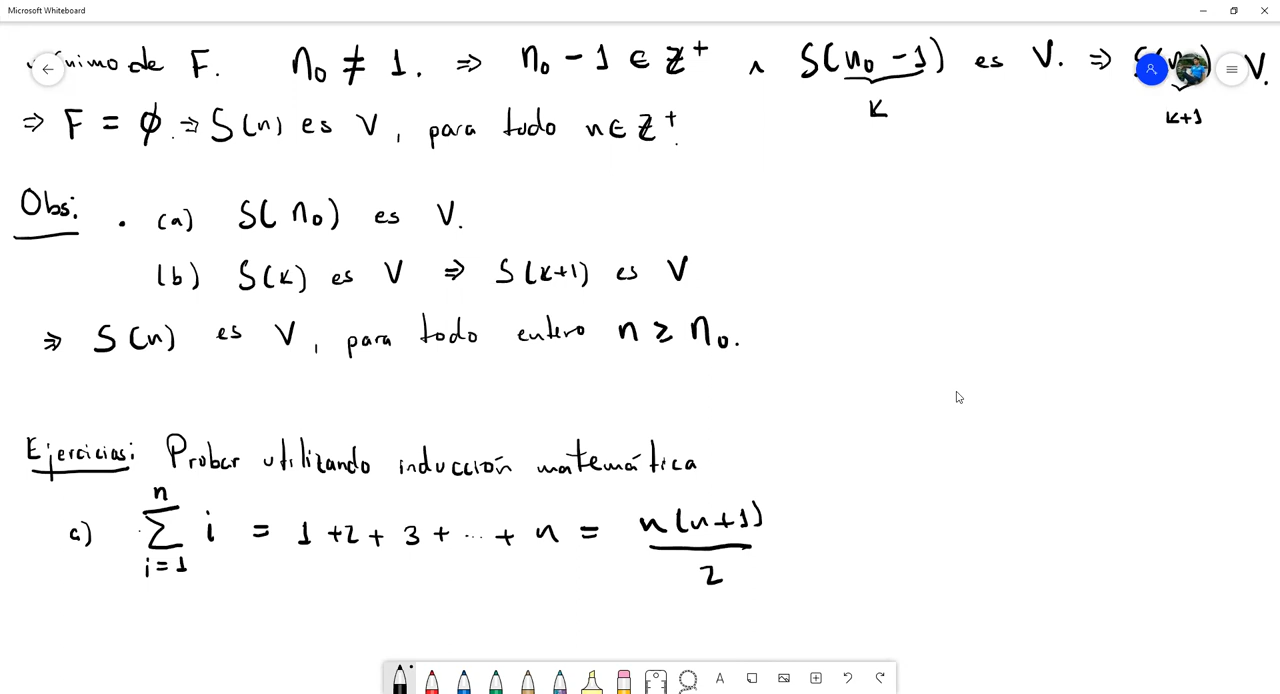 Microsoft Whiteboard
de F. n₀ ≠ 1. ⇒ n₀ - 1 ∈ Z⁺ ∧ S(n₀ - 1) es V. ⇒ V.
K K+1
⇒ F = ∅. ⇒ S(n) es V, para todo n ∈ Z⁺.
Obs: • (a) S(n₀) es V.
(b) S(K) es V ⇒ S(K+1) es V
⇒ S(n) es V, para todo entero n ≥ n₀.
Ejercicios: Probar utilizando inducción matemática
a) ∑_{i=1}^{n} i = 1 + 2 + 3 + ... + n = n(n+1)/2
A